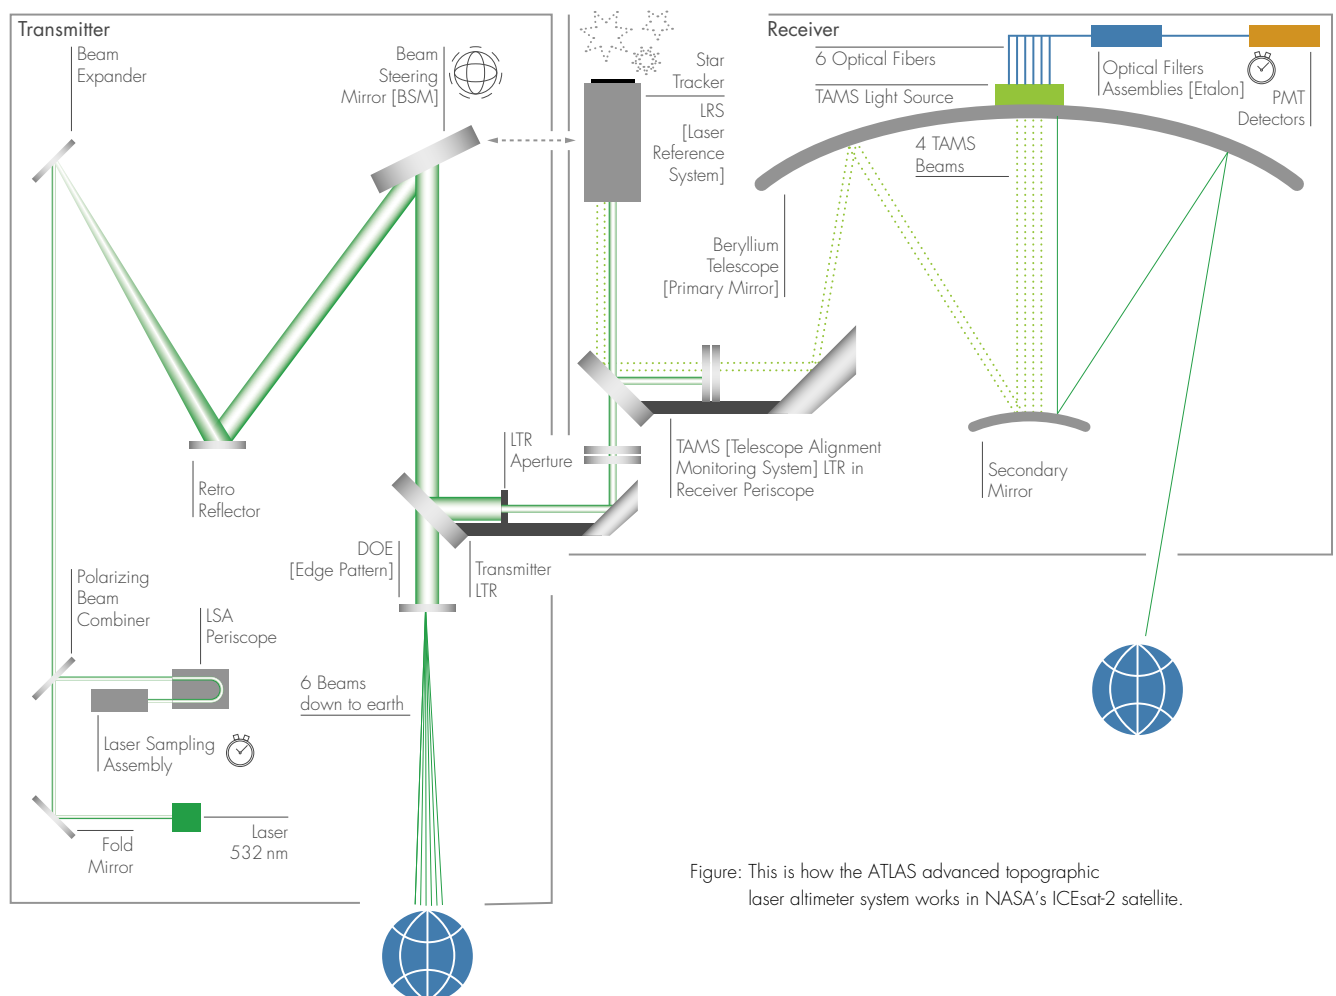 Transmitter
Beam
Expander
Beam
Steering
Mirror [BSM]
Star
Tracker
LRS
[Laser
Reference
System]
Receiver
6 Optical Fibers
TAMS Light Source
Optical Filters
Assemblies [Etalon]
PMT
Detectors
4 TAMS
Beams
Beryllium
Telescope
[Primary Mirror]
LTR
Aperture
TAMS [Telescope Alignment
Monitoring System] LTR in
Receiver Periscope
Secondary
Mirror
Retro
Reflector
DOE
[Edge Pattern]
Transmitter
LTR
Polarizing
Beam
Combiner
LSA
Periscope
6 Beams
down to earth
Laser Sampling
Assembly
Fold
Mirror
Laser
532 nm
Figure: This is how the ATLAS advanced topographic
laser altimeter system works in NASA's ICEsat-2 satellite.